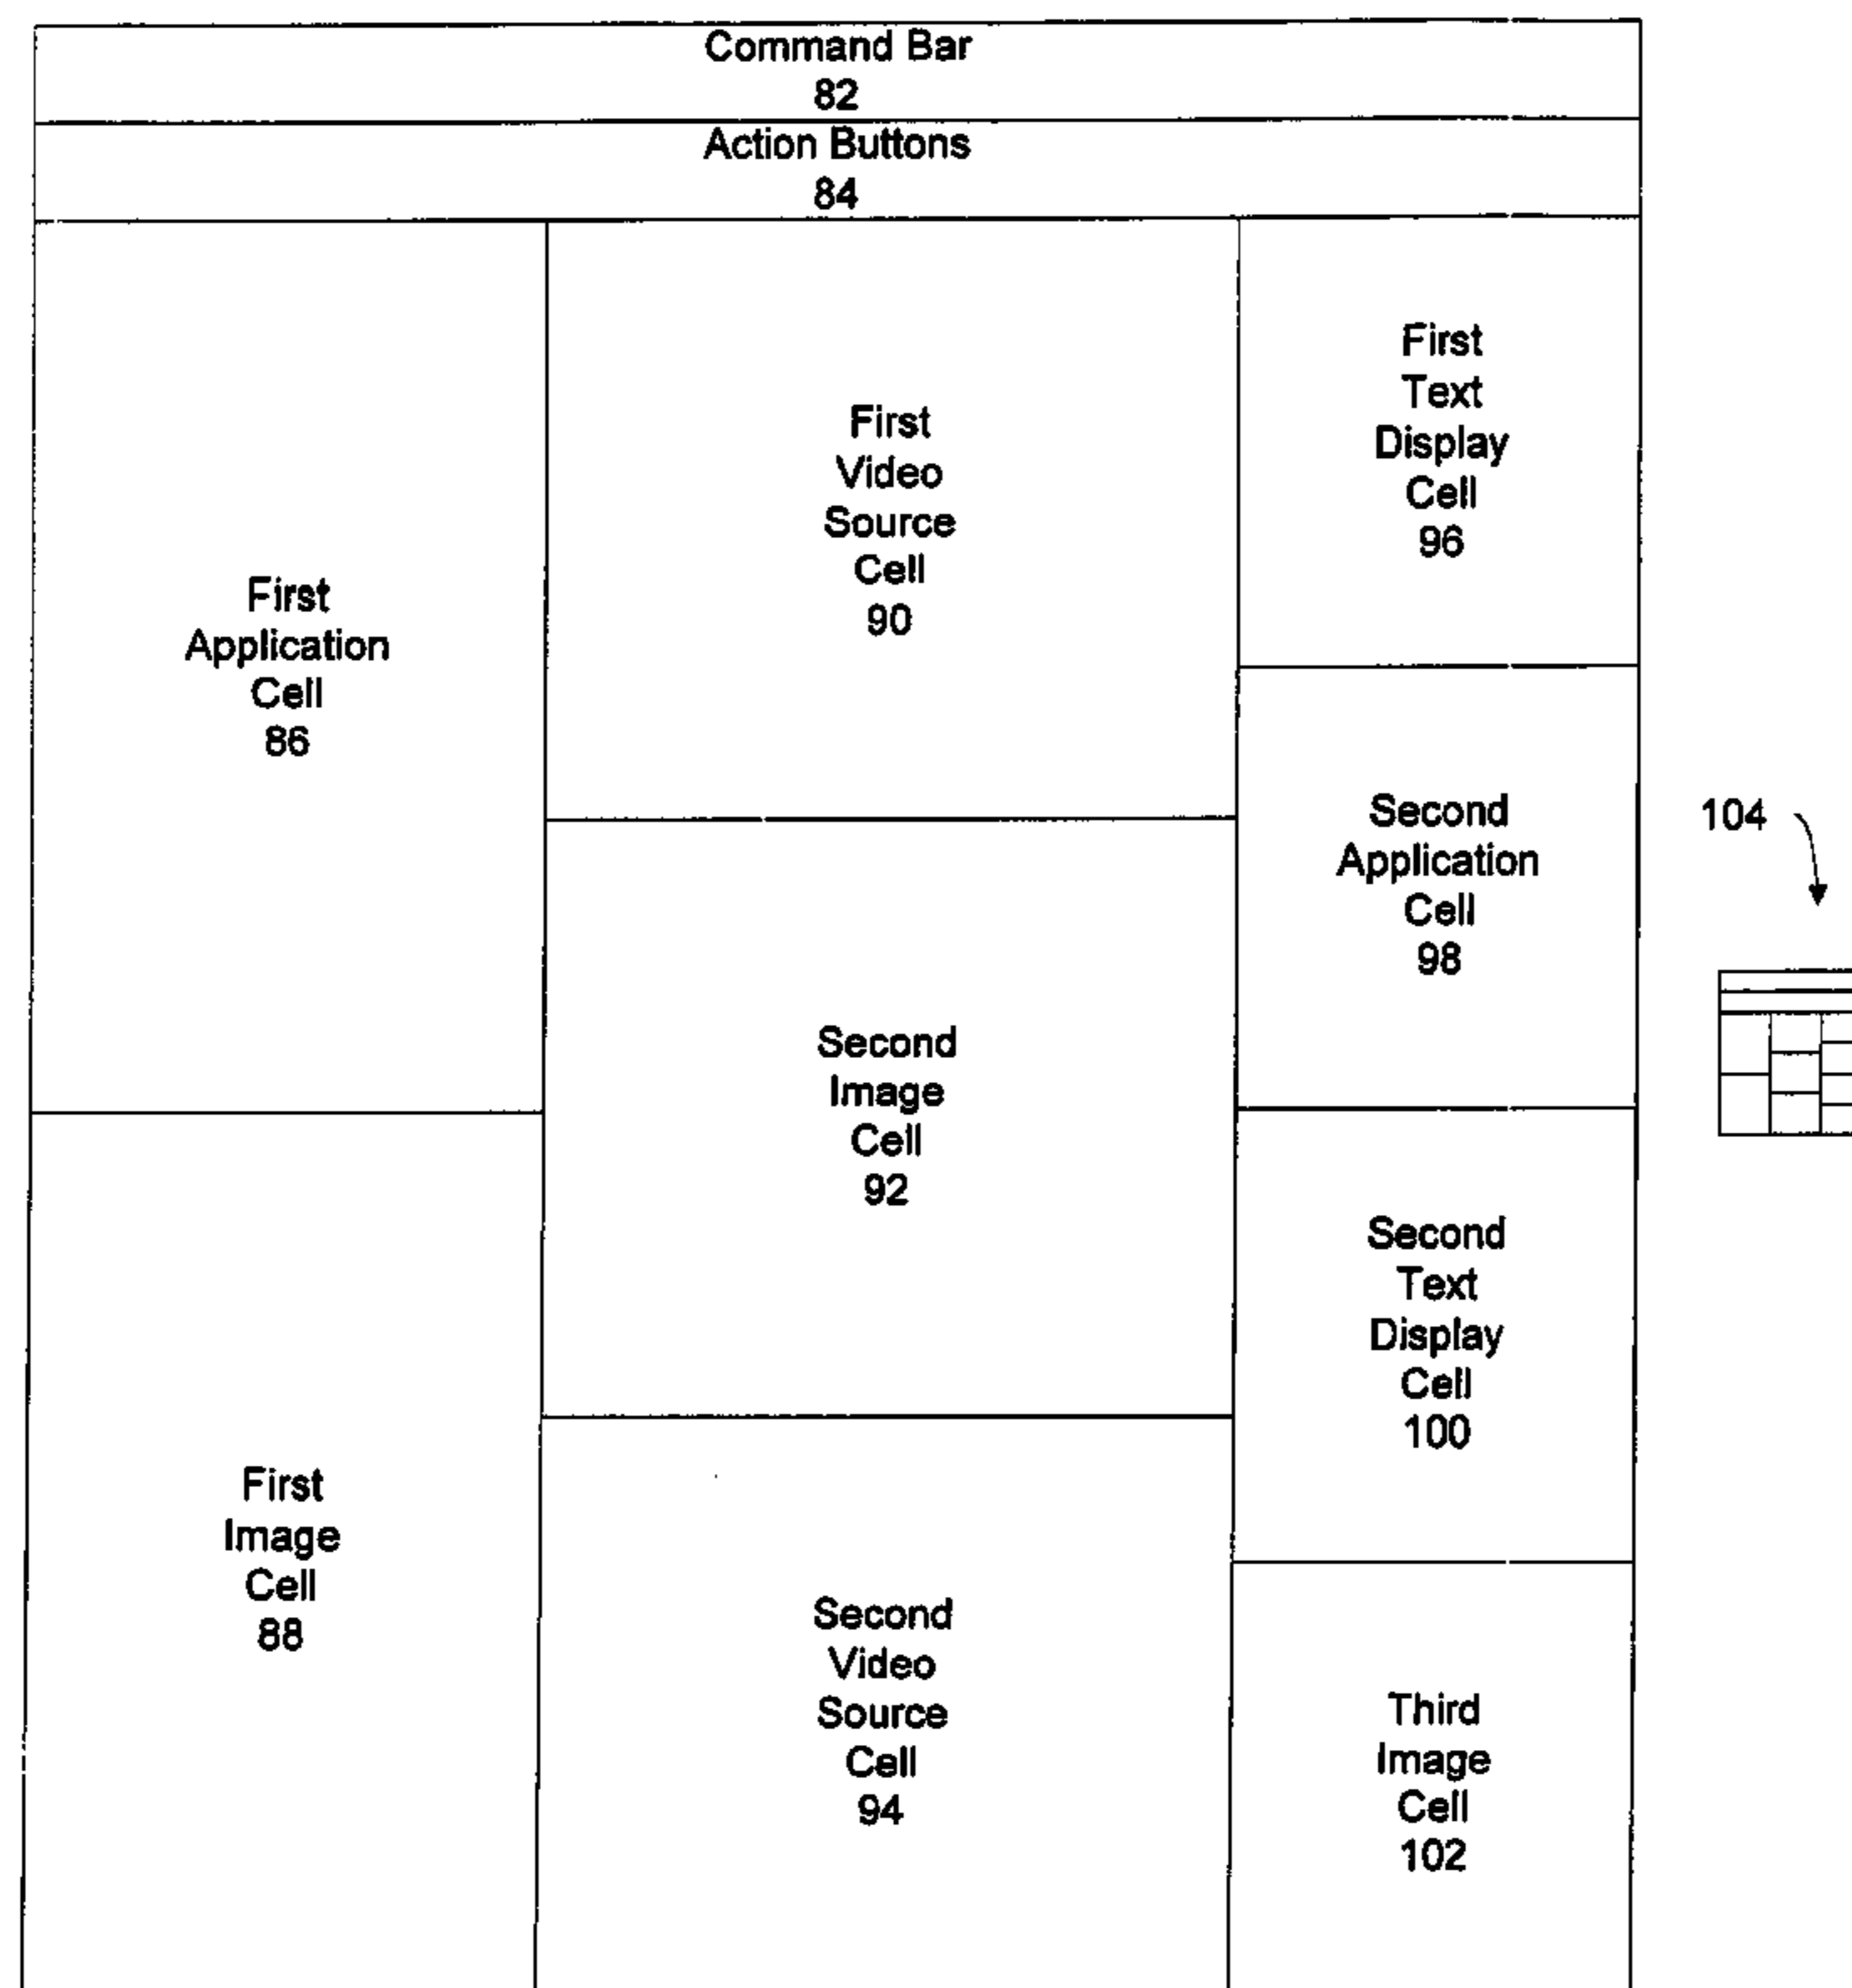 Command Bar
82
Action Buttons
84
First
Application
Cell
86
First
Image
Cell
88
First
Video
Source
Cell
90
Second
Image
Cell
92
Second
Video
Source
Cell
94
First
Text
Display
Cell
96
Second
Application
Cell
98
Second
Text
Display
Cell
100
Third
Image
Cell
102
104